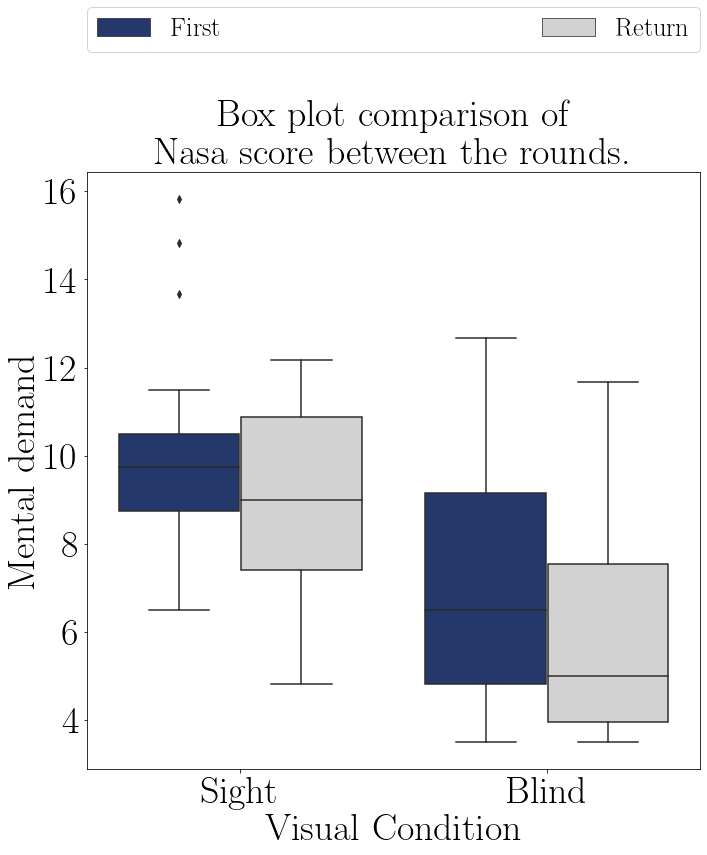 First Return
Box plot comparison of
Nasa score between the rounds.
16
14
12
10
8
6
4
Mental demand
Sight Blind
Visual Condition